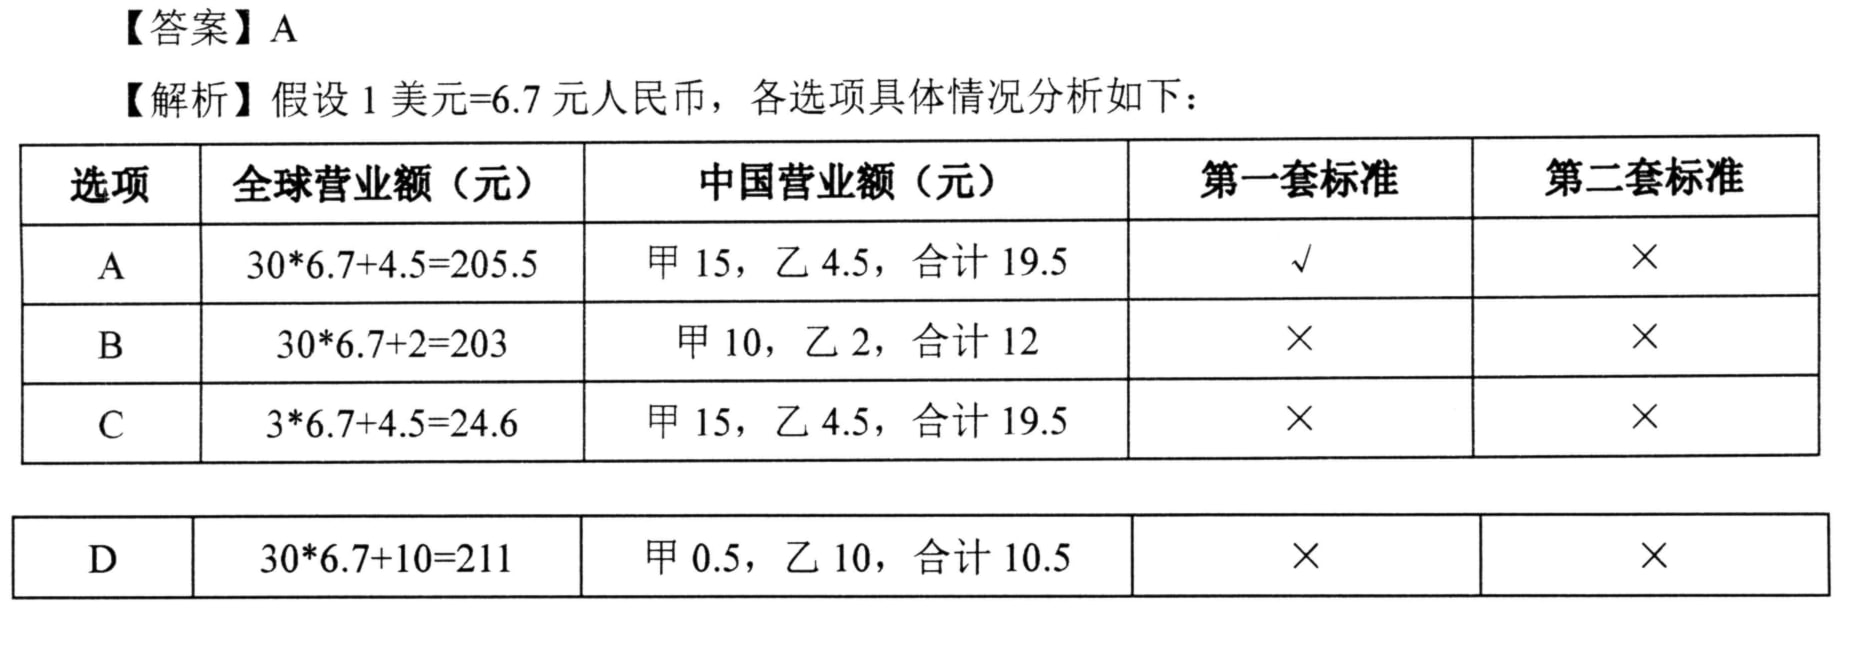 【答案】A
【解析】假设 1 美元=6.7 元人民币，各选项具体情况分析如下：
选项 全球营业额（元） 中国营业额（元） 第一套标准 第二套标准
A 30*6.7+4.5=205.5 甲 15，乙 4.5，合计 19.5 √ ×
B 30*6.7+2=203 甲 10，乙 2，合计 12 × ×
C 3*6.7+4.5=24.6 甲 15，乙 4.5，合计 19.5 × ×
D 30*6.7+10=211 甲 0.5，乙 10，合计 10.5 × ×